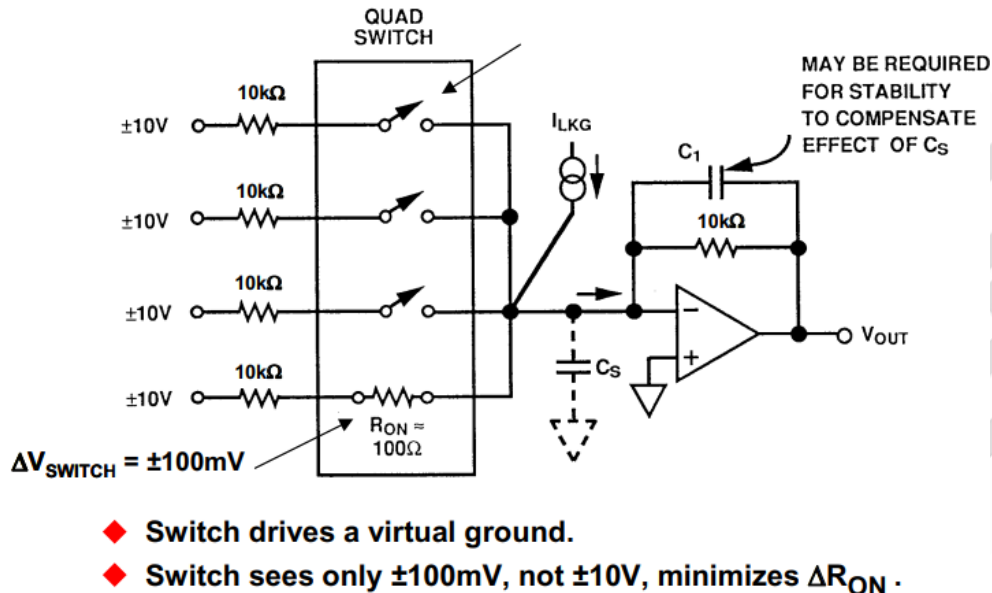 QUAD
SWITCH
MAY BE REQUIRED
FOR STABILITY
TO COMPENSATE
EFFECT OF CS
10kΩ
±10V
ILKG
C1
10kΩ
±10V
10kΩ
10kΩ
±10V
VOUT
CS
10kΩ
±10V
RON ≈
100Ω
ΔVSWITCH = ±100mV
Switch drives a virtual ground.
Switch sees only ±100mV, not ±10V, minimizes ΔRON .